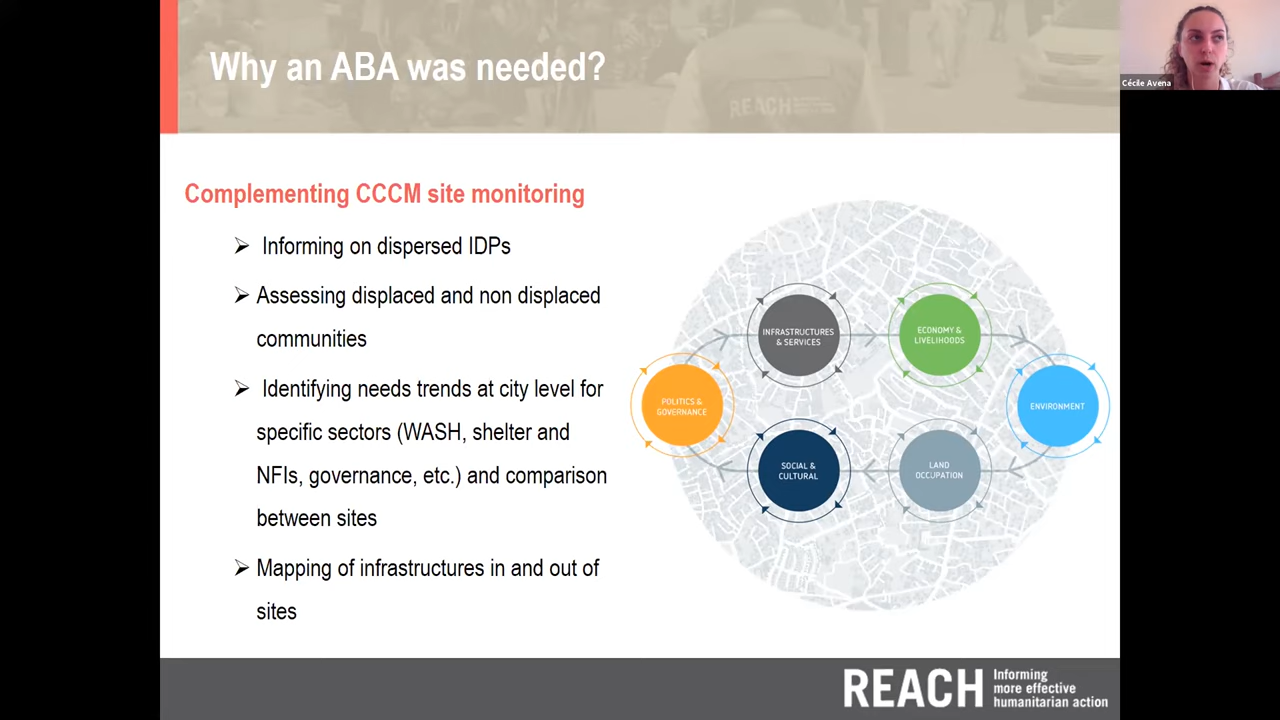 Why an ABA was needed?
REACH
Cécile Avena
Complementing CCCM site monitoring
Informing on dispersed IDPs
Assessing displaced and non displaced
communities
Identifying needs trends at city level for
specific sectors (WASH, shelter and
NFIs, governance, etc.) and comparison
between sites
Mapping of infrastructures in and out of
sites
INFRASTRUCTURES
& SERVICES
ECONOMY &
LIVELIHOODS
POLITICS &
GOVERNANCE
ENVIRONMENT
SOCIAL &
CULTURAL
LAND
OCCUPATION
REACH
Informing
more effective
humanitarian action